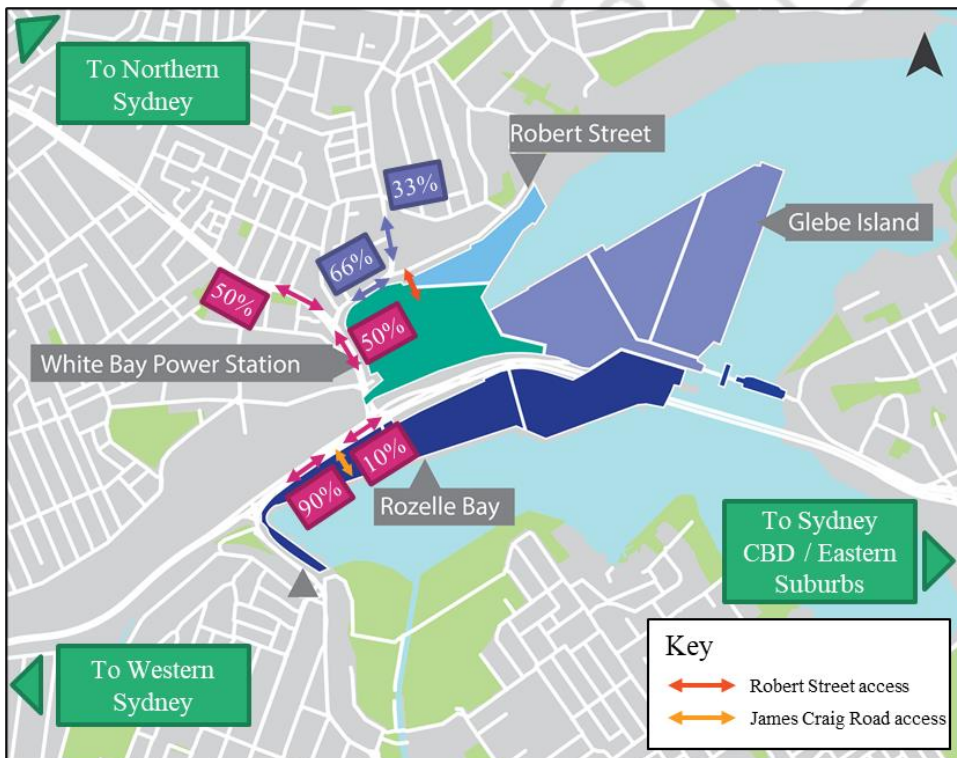 To Northern
Sydney
Robert Street
33%
Glebe Island
66%
50%
50%
White Bay Power Station
10%
90%
Rozelle Bay
To Sydney
CBD / Eastern
Suburbs
To Western
Sydney
Key
Robert Street access
James Craig Road access